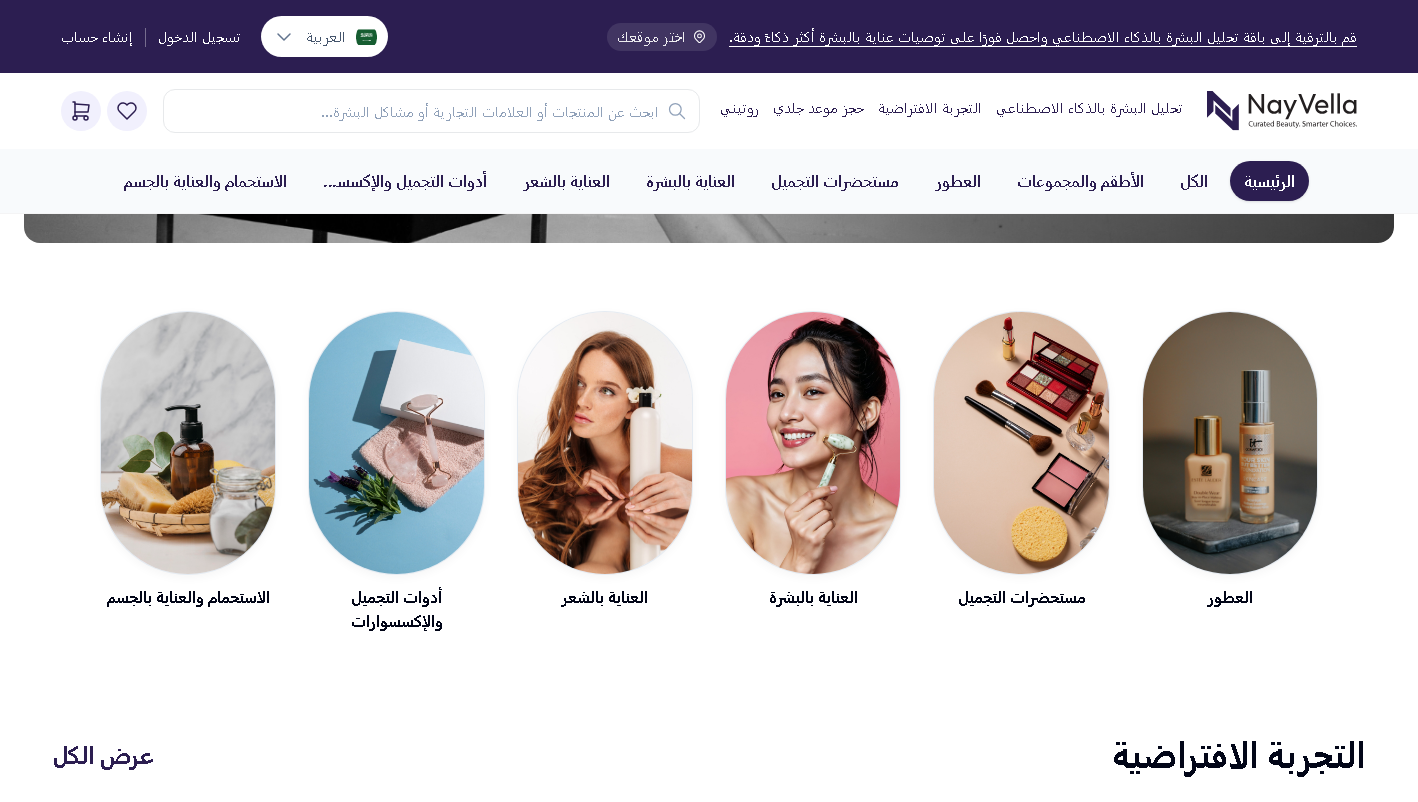 قم بالترقية إلى باقة تحليل البشرة بالذكاء الاصطناعي واحصل فورًا على توصيات عناية بالبشرة أكثر ذكاءً ودقة.
اختر موقعك
العربية
تسجيل الدخول
إنشاء حساب
NayVella
Curated Beauty. Smarter Choices.
تحليل البشرة بالذكاء الاصطناعي
التجربة الافتراضية
حجز موعد جلدي
روتيني
ابحث عن المنتجات أو العلامات التجارية أو مشاكل البشرة...
الرئيسية
الكل
الأطقم والمجموعات
العطور
مستحضرات التجميل
العناية بالبشرة
العناية بالشعر
أدوات التجميل والإكسسـ...
الاستحمام والعناية بالجسم
العطور
مستحضرات التجميل
العناية بالبشرة
العناية بالشعر
أدوات التجميل
والإكسسوارات
الاستحمام والعناية بالجسم
التجربة الافتراضية
عرض الكل